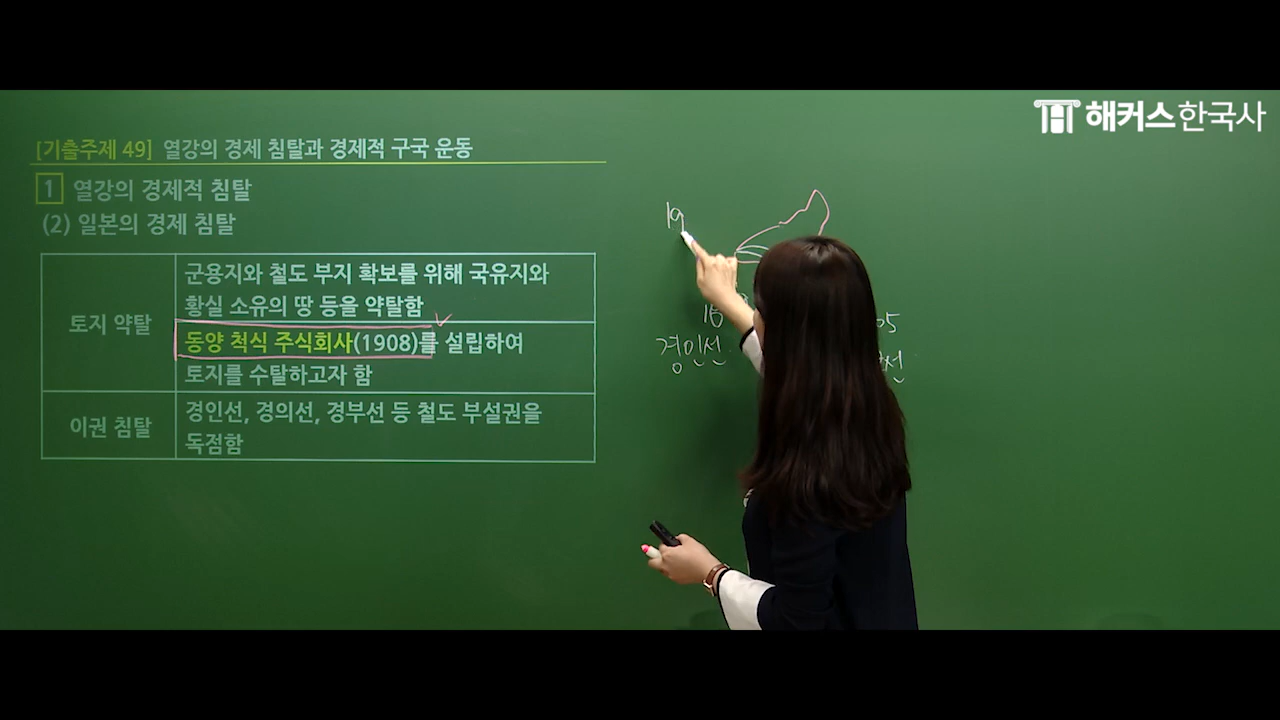 해커스한국사
[기출주제 49] 열강의 경제 침탈과 경제적 구국 운동
1 열강의 경제적 침탈
(2) 일본의 경제 침탈
토지 약탈
군용지와 철도 부지 확보를 위해 국유지와
황실 소유의 땅 등을 약탈함
동양 척식 주식회사(1908)를 설립하여
토지를 수탈하고자 함
이권 침탈
경인선, 경의선, 경부선 등 철도 부설권을
독점함
19
경인선